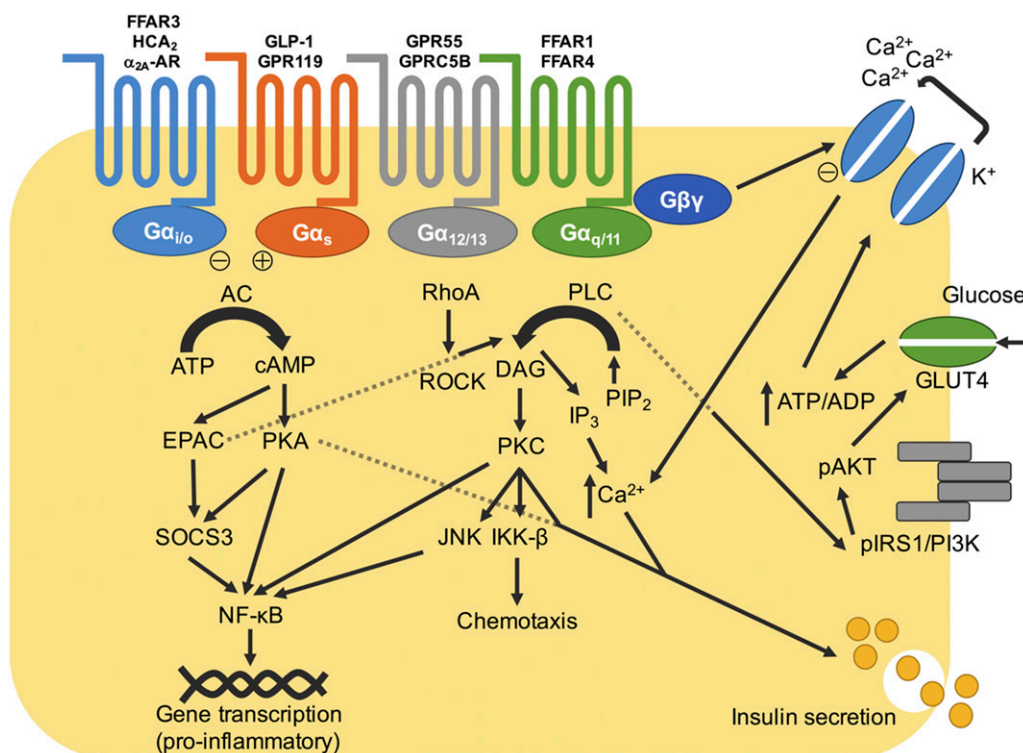 FFAR3
HCA₂
α₂A-AR
GLP-1
GPR119
GPR55
GPRC5B
FFAR1
FFAR4
Ca²⁺
Ca²⁺
Ca²⁺
K⁺
Gαi/o
Gαs
Gα12/13
Gαq/11
Gβγ
⊖
⊕
⊖
AC
ATP
cAMP
RhoA
ROCK
PLC
DAG
PIP₂
IP₃
Glucose
GLUT4
ATP/ADP
EPAC
PKA
PKC
Ca²⁺
pAKT
SOCS3
JNK
IKK-β
pIRS1/PI3K
NF-κB
Chemotaxis
Gene transcription
(pro-inflammatory)
Insulin secretion